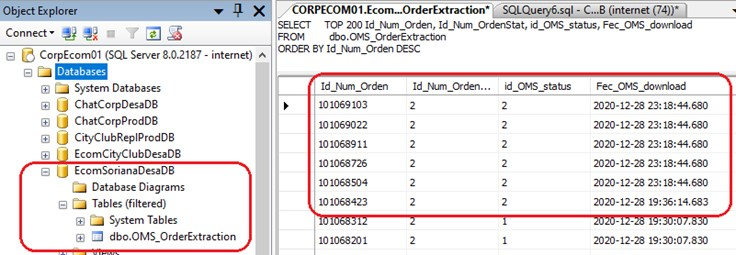 Object Explorer
Connect
CorpEcom01 (SQL Server 8.0.2187 - internet)
Databases
System Databases
ChatCorpDesaDB
ChatCorpProdDB
CityClubReplProdDB
EcomCityClubDesaDB
EcomSorianaDesaDB
Database Diagrams
Tables (filtered)
System Tables
dbo.OMS_OrderExtraction
Views
CORPECOM01.Ecom...OrderExtraction* SQLQuery6.sql - C...B (internet (74))*
SELECT TOP 200 Id_Num_Orden, Id_Num_OrdenStat, id_OMS_status, Fec_OMS_download
FROM dbo.OMS_OrderExtraction
ORDER BY Id_Num_Orden DESC
Id_Num_Orden Id_Num_Orden... id_OMS_status Fec_OMS_download
101069103 2 2 2020-12-28 23:18:44.680
101069022 2 2 2020-12-28 23:18:44.680
101068911 2 2 2020-12-28 23:18:44.680
101068726 2 2 2020-12-28 23:18:44.680
101068504 2 2 2020-12-28 23:18:44.680
101068423 2 2 2020-12-28 19:36:14.683
101068312 2 1 2020-12-28 19:30:07.830
101068201 2 1 2020-12-28 19:30:07.830